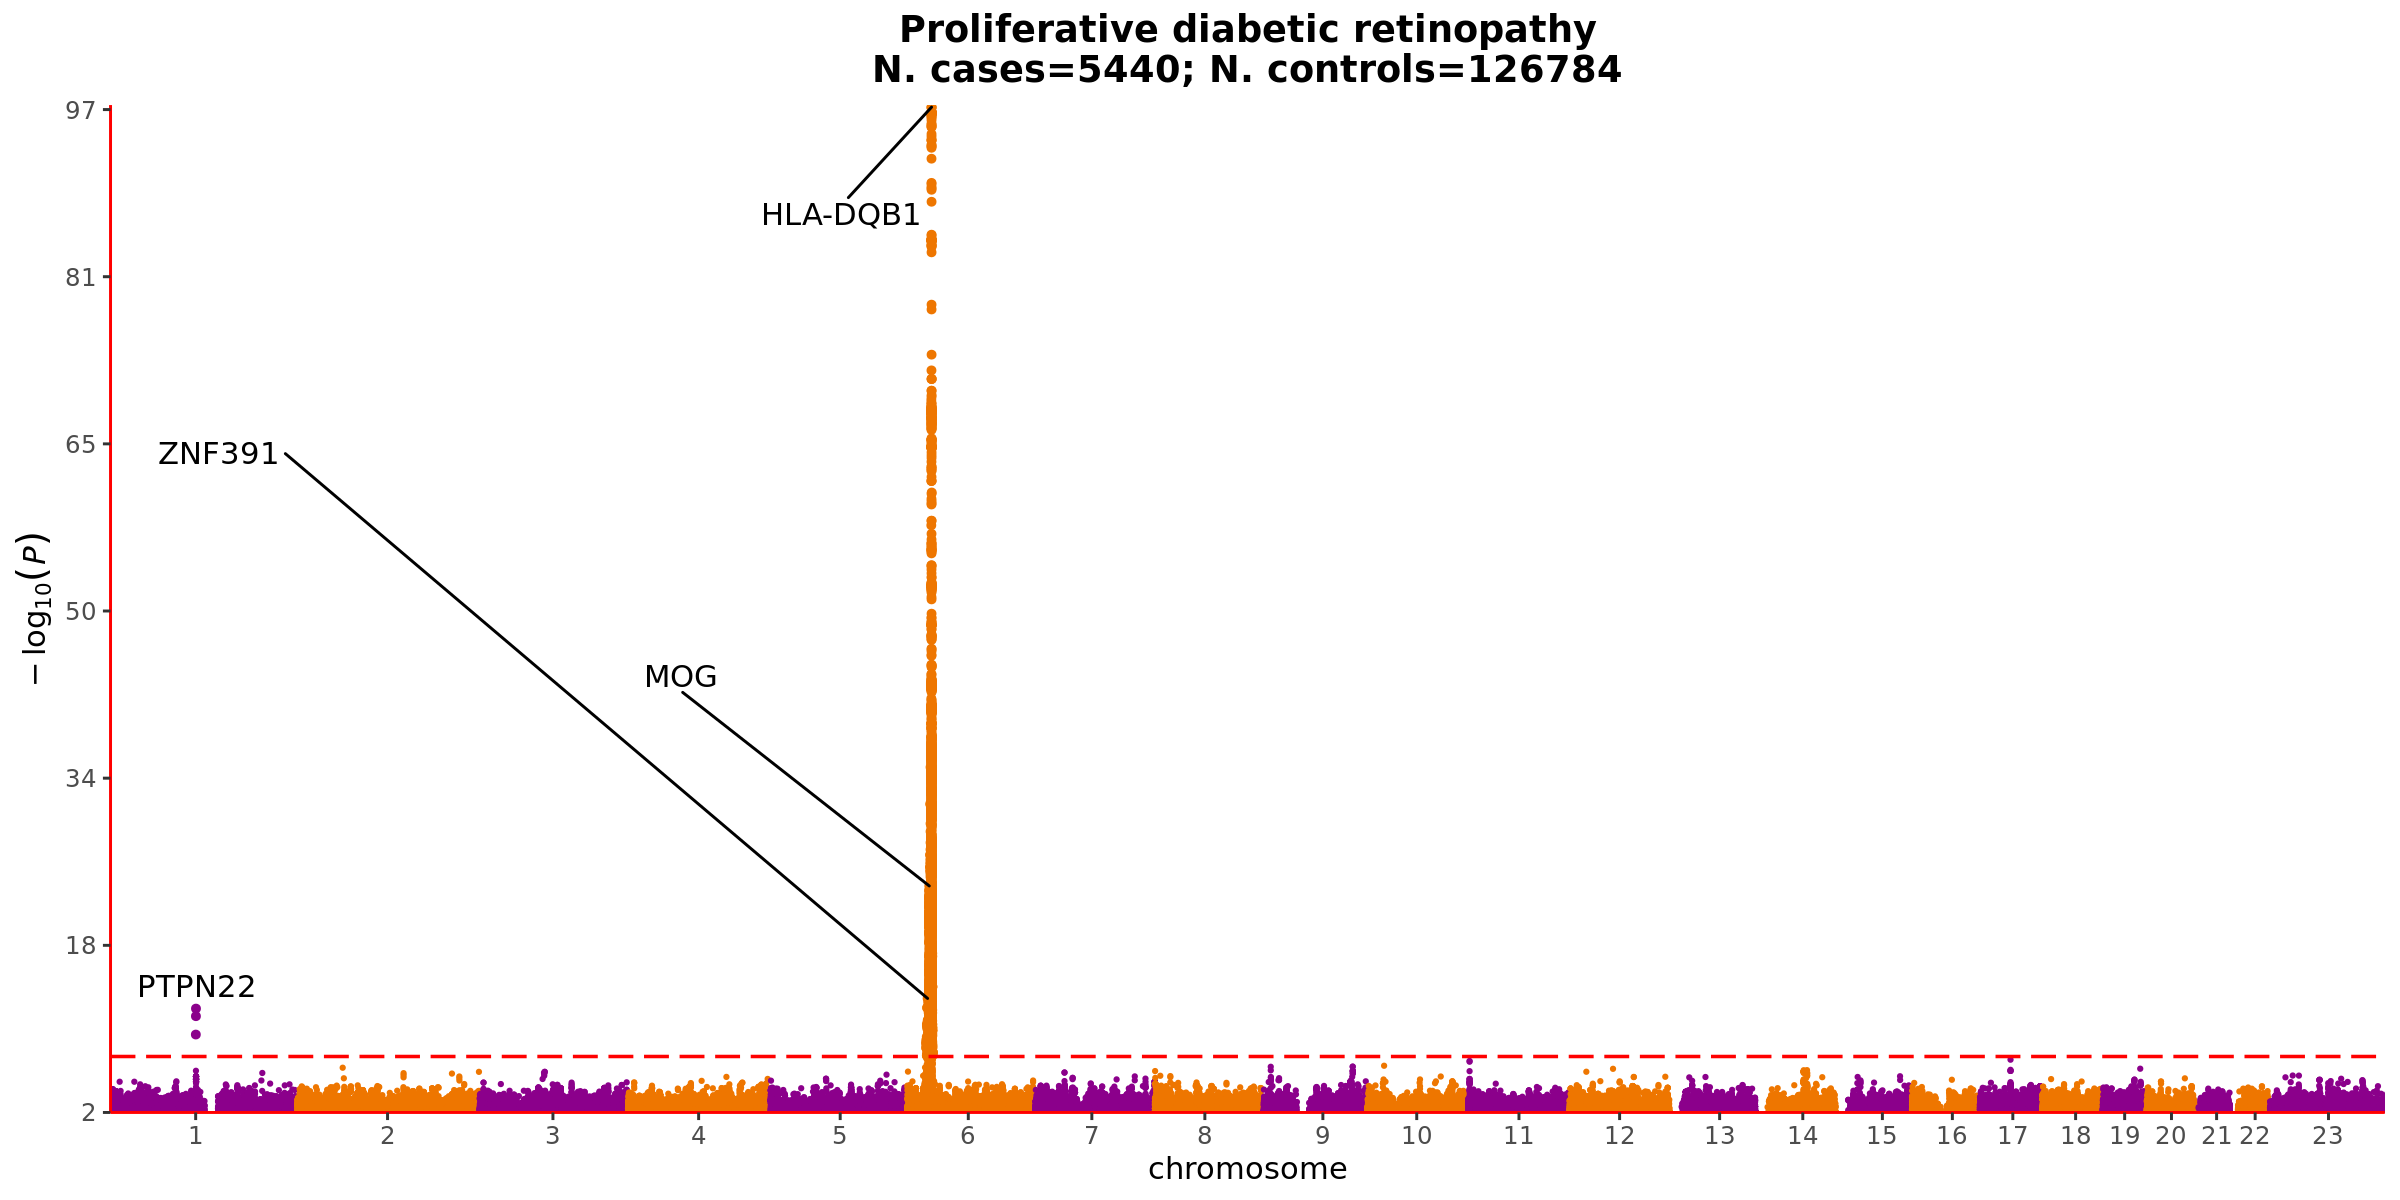 Proliferative diabetic retinopathy
N. cases=5440; N. controls=126784
97
HLA-DQB1
81
65
ZNF391
50
−log10(P)
MOG
34
18
PTPN22
2
1 2 3 4 5 6 7 8 9 10 11 12 13 14 15 16 17 18 19 20 21 22 23
chromosome